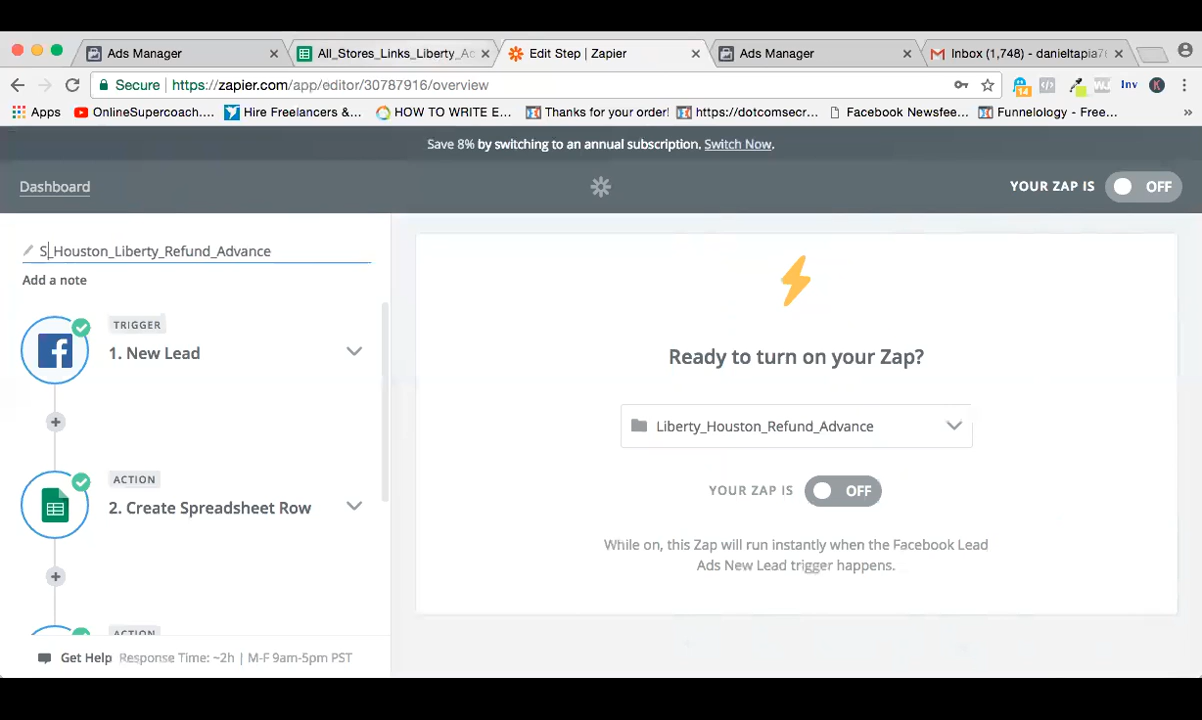 Ads Manager
All_Stores_Links_Liberty_Ad
Edit Step | Zapier
Ads Manager
Inbox (1,748) - danieltapia7
Secure
https://zapier.com/app/editor/30787916/overview
14
Inv
K
Apps
OnlineSupercoach....
Hire Freelancers &...
HOW TO WRITE E...
Thanks for your order!
https://dotcomsecr...
Facebook Newsfee...
Funnelology - Free...
»
Save 8% by switching to an annual subscription. Switch Now.
Dashboard
YOUR ZAP IS
OFF
S_Houston_Liberty_Refund_Advance
Add a note
TRIGGER
1. New Lead
ACTION
2. Create Spreadsheet Row
ACTION
Get Help Response Time: ~2h | M-F 9am-5pm PST
Ready to turn on your Zap?
Liberty_Houston_Refund_Advance
YOUR ZAP IS
OFF
While on, this Zap will run instantly when the Facebook Lead
Ads New Lead trigger happens.